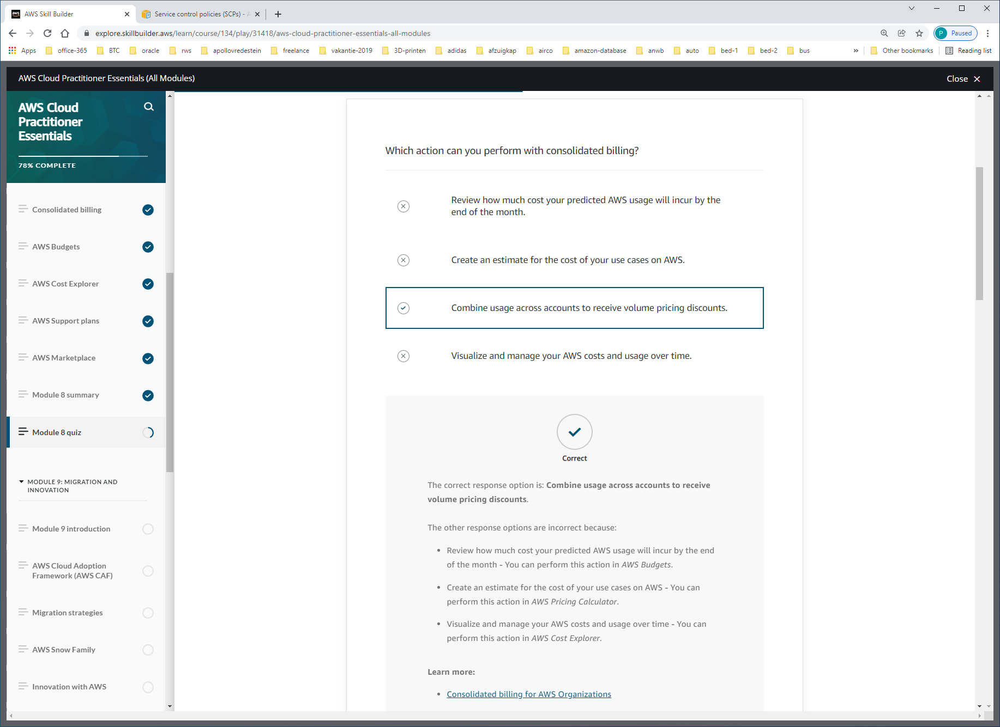 AWS Skill Builder
Service control policies (SCPs) - A
explore.skillbuilder.aws/learn/course/134/play/31418/aws-cloud-practitioner-essentials-all-modules
P Paused
Apps office-365 BTC oracle rws apollovredestein freelance vakantie-2019 3D-printen adidas afzuigkap airco amazon-database anwb auto bed-1 bed-2 bus » Other bookmarks Reading list
AWS Cloud Practitioner Essentials (All Modules)
Close
AWS Cloud
Practitioner
Essentials
78% COMPLETE
Consolidated billing
AWS Budgets
AWS Cost Explorer
AWS Support plans
AWS Marketplace
Module 8 summary
Module 8 quiz
MODULE 9: MIGRATION AND
INNOVATION
Module 9 introduction
AWS Cloud Adoption
Framework (AWS CAF)
Migration strategies
AWS Snow Family
Innovation with AWS
Which action can you perform with consolidated billing?
Review how much cost your predicted AWS usage will incur by the
end of the month.
Create an estimate for the cost of your use cases on AWS.
Combine usage across accounts to receive volume pricing discounts.
Visualize and manage your AWS costs and usage over time.
Correct
The correct response option is: Combine usage across accounts to receive
volume pricing discounts.
The other response options are incorrect because:
• Review how much cost your predicted AWS usage will incur by the end
of the month - You can perform this action in AWS Budgets.
• Create an estimate for the cost of your use cases on AWS - You can
perform this action in AWS Pricing Calculator.
• Visualize and manage your AWS costs and usage over time - You can
perform this action in AWS Cost Explorer.
Learn more:
• Consolidated billing for AWS Organizations